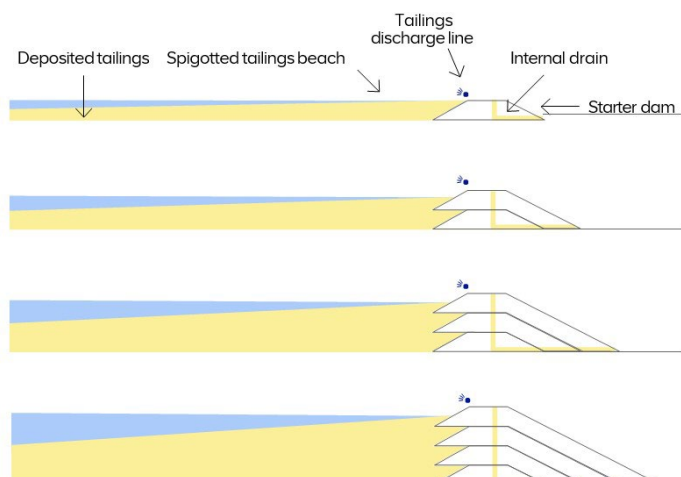 Tailings
discharge line
Deposited tailings
Spigotted tailings beach
Internal drain
Starter dam